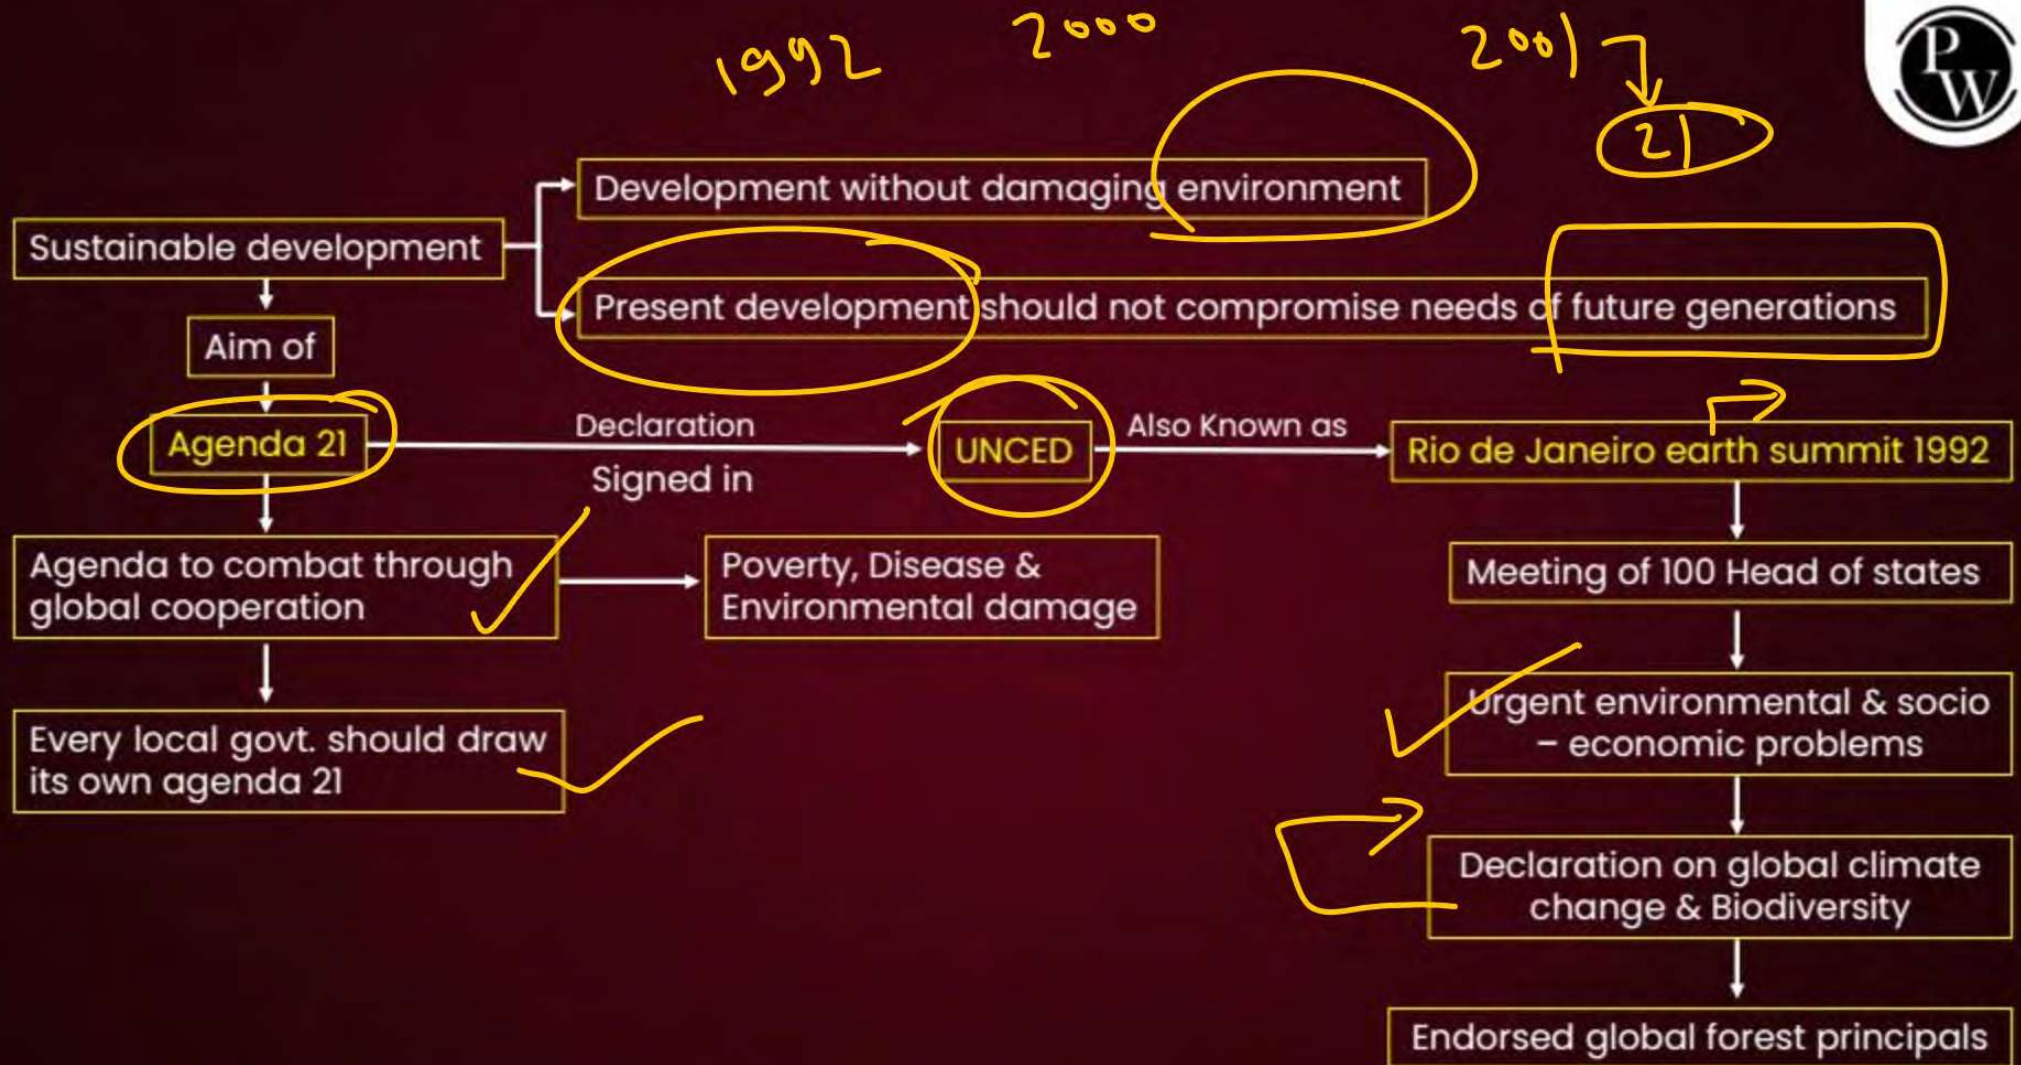 1992
2000
2001
21
PW
Development without damaging environment
Sustainable development
Present development should not compromise needs of future generations
Aim of
Agenda 21
Declaration
Signed in
UNCED
Also Known as
Rio de Janeiro earth summit 1992
Agenda to combat through
global cooperation
Poverty, Disease &
Environmental damage
Meeting of 100 Head of states
Every local govt. should draw
its own agenda 21
Urgent environmental & socio
– economic problems
Declaration on global climate
change & Biodiversity
Endorsed global forest principals